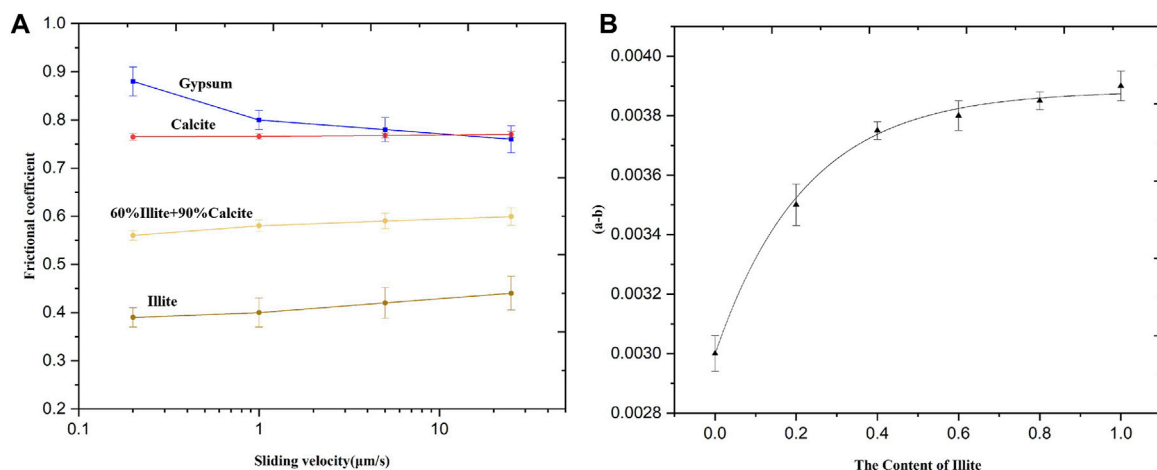 A
1.0
0.9
0.8
0.7
0.6
0.5
0.4
0.3
0.2
Frictional coefficient
Gypsum
Calcite
60%Illite+90%Calcite
Illite
0.1
1
10
Sliding velocity(μm/s)
B
0.0040
0.0038
0.0036
0.0034
0.0032
0.0030
0.0028
(a-b)
0.0
0.2
0.4
0.6
0.8
1.0
The Content of Illite